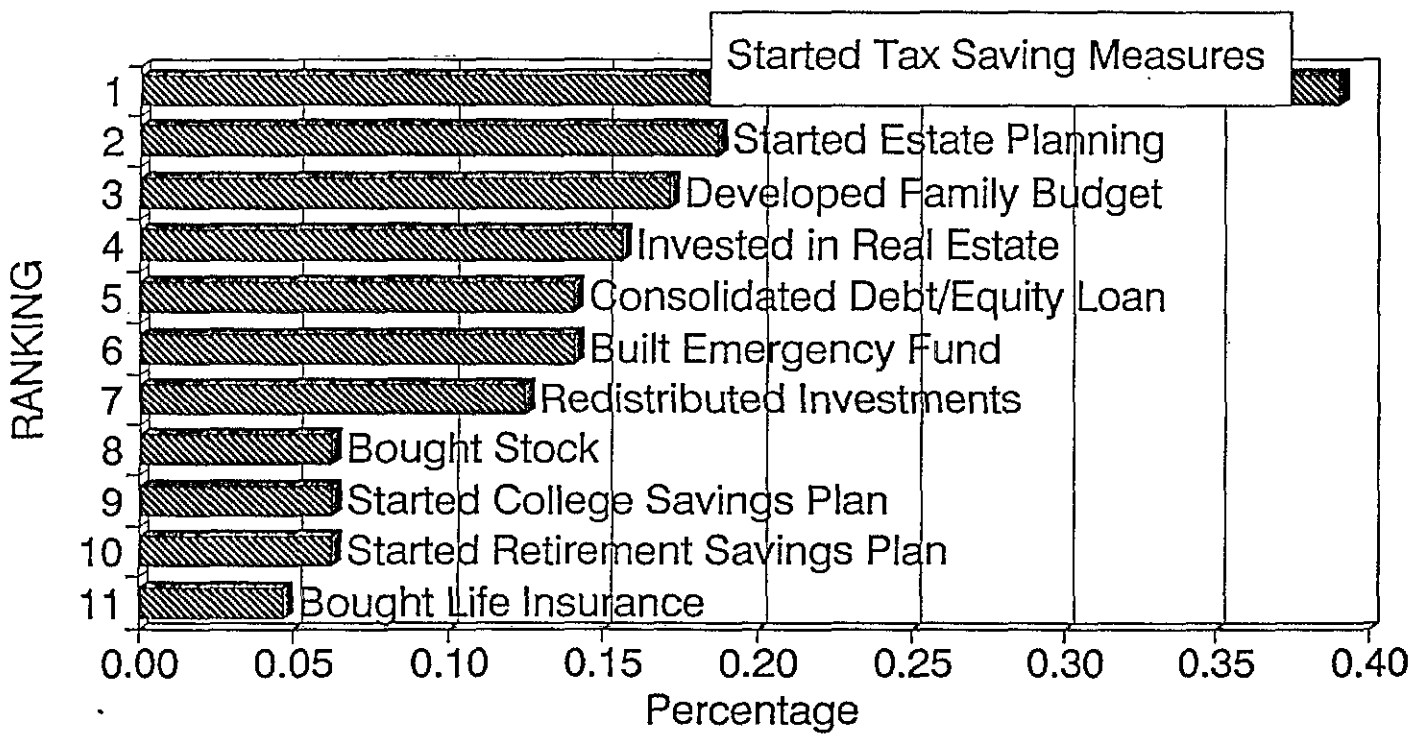 Started Tax Saving Measures
1
2 Started Estate Planning
3 Developed Family Budget
4 Invested in Real Estate
5 Consolidated Debt/Equity Loan
6 Built Emergency Fund
7 Redistributed Investments
8 Bought Stock
9 Started College Savings Plan
10 Started Retirement Savings Plan
11 Bought Life Insurance
RANKING
0.00 0.05 0.10 0.15 0.20 0.25 0.30 0.35 0.40
Percentage